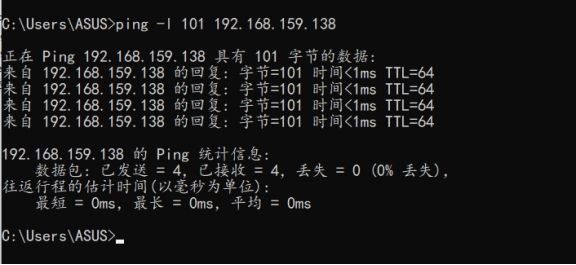 C:\Users\ASUS>ping -l 101 192.168.159.138
正在 Ping 192.168.159.138 具有 101 字节的数据:
来自 192.168.159.138 的回复: 字节=101 时间<1ms TTL=64
来自 192.168.159.138 的回复: 字节=101 时间<1ms TTL=64
来自 192.168.159.138 的回复: 字节=101 时间<1ms TTL=64
来自 192.168.159.138 的回复: 字节=101 时间<1ms TTL=64
192.168.159.138 的 Ping 统计信息:
数据包: 已发送 = 4, 已接收 = 4, 丢失 = 0 (0% 丢失),
往返行程的估计时间(以毫秒为单位):
最短 = 0ms, 最长 = 0ms, 平均 = 0ms
C:\Users\ASUS>